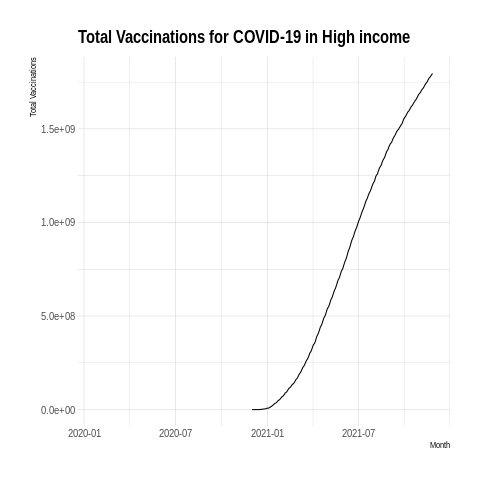 Total Vaccinations for COVID-19 in High income
Total Vaccinations
1.5e+09
1.0e+09
5.0e+08
0.0e+00
2020-01 2020-07 2021-01 2021-07
Month